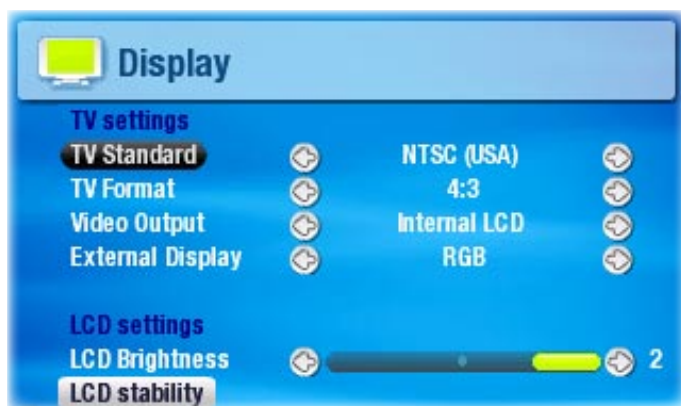 Display
TV settings
TV Standard NTSC (USA)
TV Format 4:3
Video Output Internal LCD
External Display RGB
LCD settings
LCD Brightness 2
LCD stability